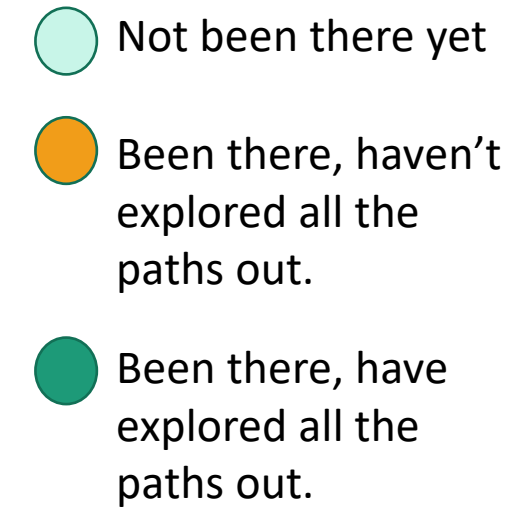 Not been there yet
Been there, haven’t
explored all the
paths out.
Been there, have
explored all the
paths out.